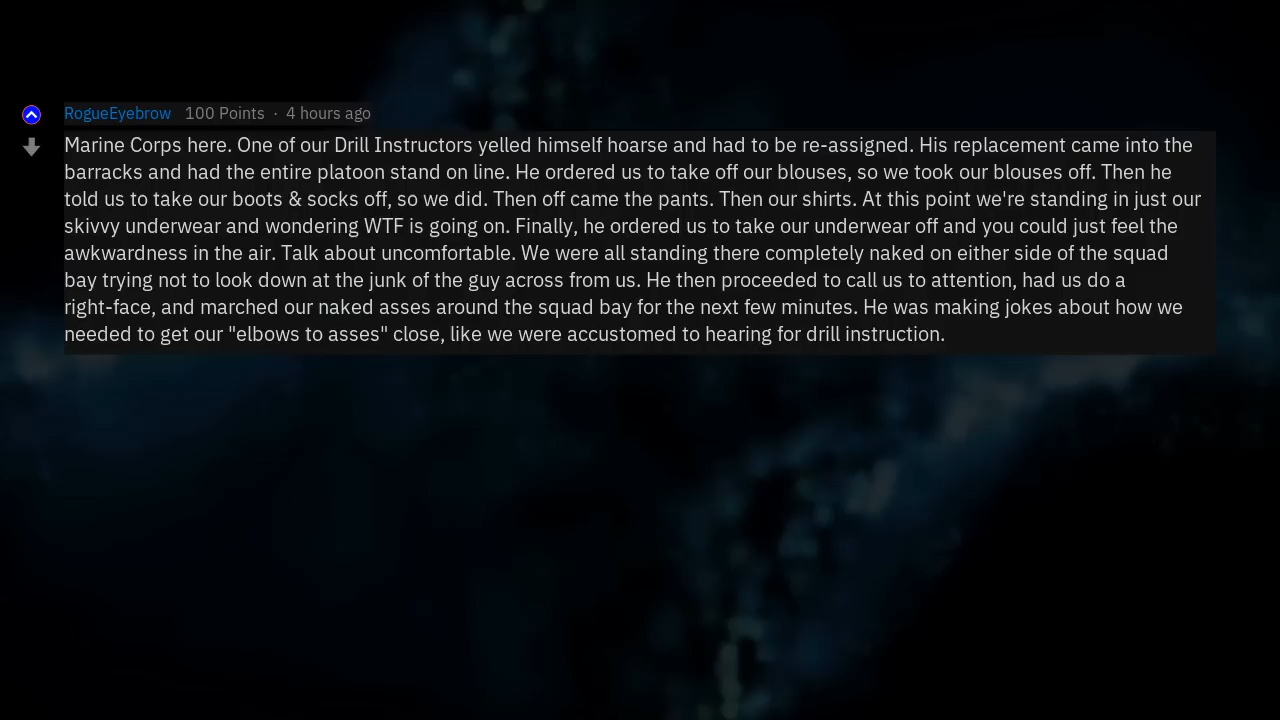 RogueEyebrow 100 Points · 4 hours ago
Marine Corps here. One of our Drill Instructors yelled himself hoarse and had to be re-assigned. His replacement came into the
barracks and had the entire platoon stand on line. He ordered us to take off our blouses, so we took our blouses off. Then he
told us to take our boots & socks off, so we did. Then off came the pants. Then our shirts. At this point we're standing in just our
skivvy underwear and wondering WTF is going on. Finally, he ordered us to take our underwear off and you could just feel the
awkwardness in the air. Talk about uncomfortable. We were all standing there completely naked on either side of the squad
bay trying not to look down at the junk of the guy across from us. He then proceeded to call us to attention, had us do a
right-face, and marched our naked asses around the squad bay for the next few minutes. He was making jokes about how we
needed to get our "elbows to asses" close, like we were accustomed to hearing for drill instruction.